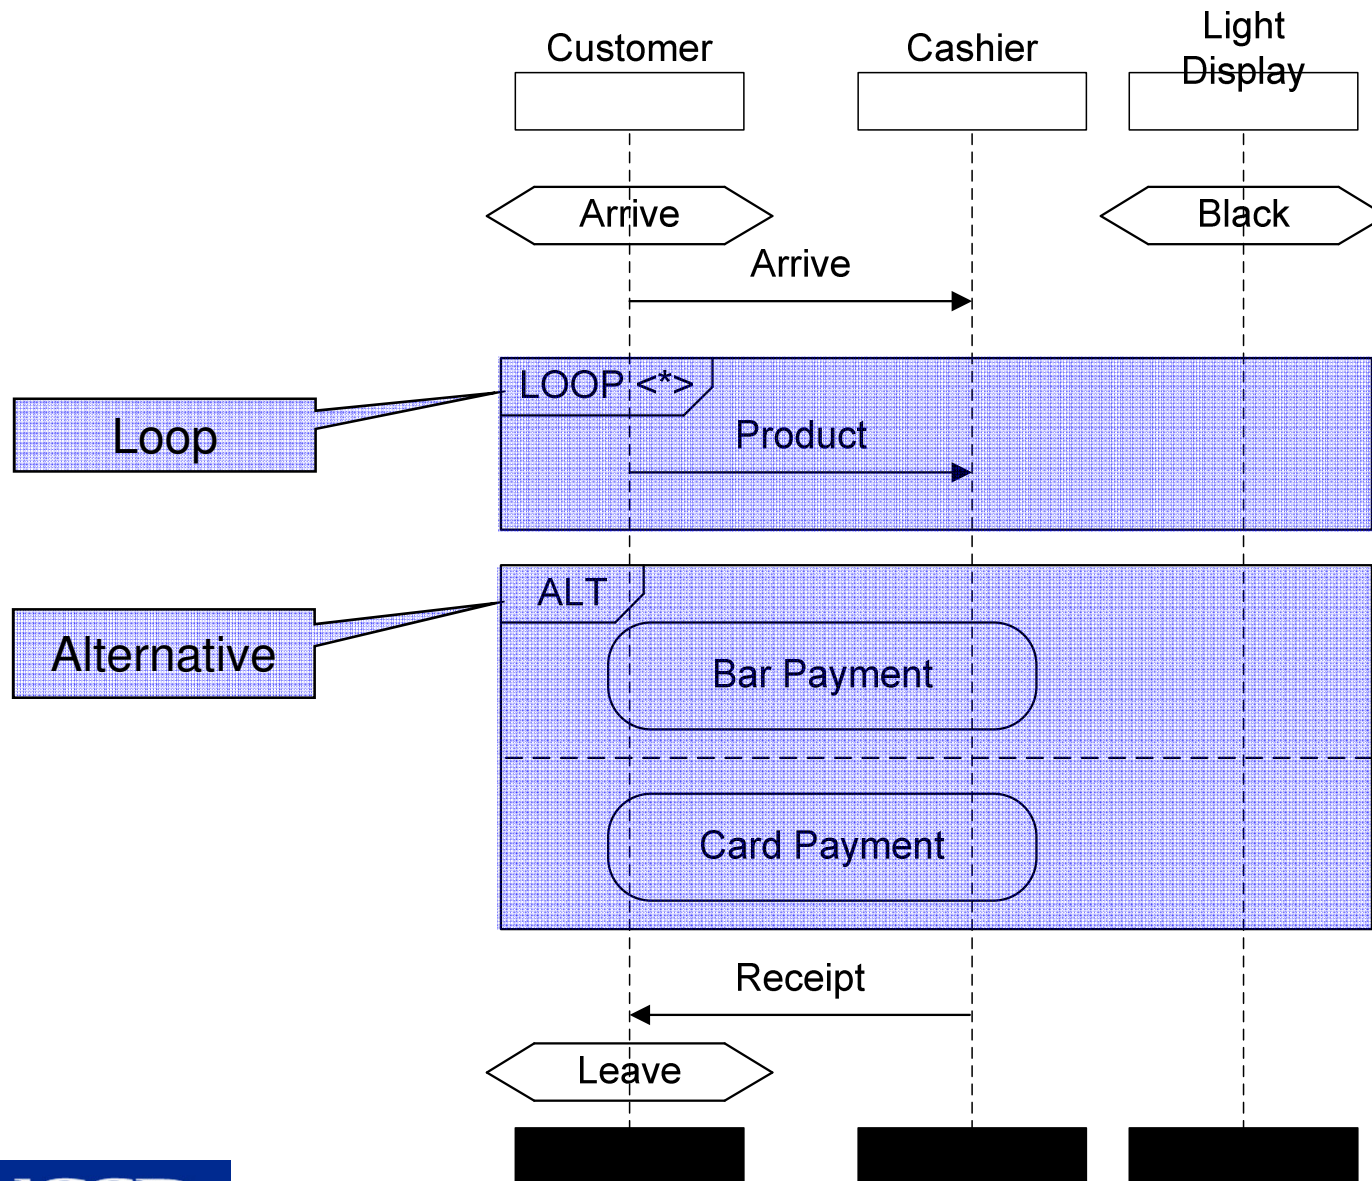 Customer
Cashier
Light
Display
Arrive
Black
Arrive
LOOP <*>
Loop
Product
ALT
Alternative
Bar Payment
Card Payment
Receipt
Leave